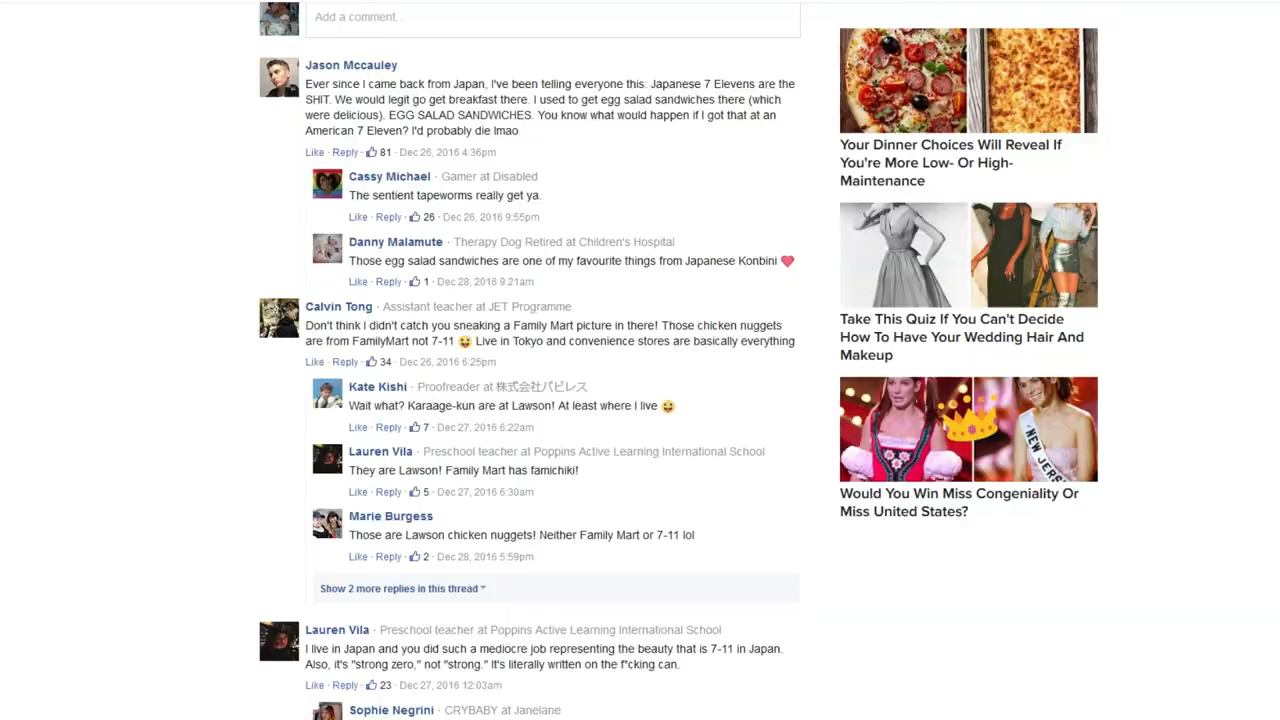 Add a comment...
Jason Mccauley
Ever since I came back from Japan, I've been telling everyone this: Japanese 7 Elevens are the
SHIT. We would legit go get breakfast there. I used to get egg salad sandwiches there (which
were delicious). EGG SALAD SANDWICHES. You know what would happen if I got that at an
American 7 Eleven? I'd probably die lmao
Like · Reply · 81 · Dec 26, 2016 4:36pm
Cassy Michael · Gamer at Disabled
The sentient tapeworms really get ya.
Like · Reply · 26 · Dec 26, 2016 9:55pm
Danny Malamute · Therapy Dog Retired at Children's Hospital
Those egg salad sandwiches are one of my favourite things from Japanese Konbini
Like · Reply · 1 · Dec 28, 2016 9:21am
Calvin Tong · Assistant teacher at JET Programme
Don't think I didn't catch you sneaking a Family Mart picture in there! Those chicken nuggets
are from FamilyMart not 7-11 😜 Live in Tokyo and convenience stores are basically everything
Like · Reply · 34 · Dec 26, 2016 6:25pm
Kate Kishi · Proofreader at 株式会社パピレス
Wait what? Karaage-kun are at Lawson! At least where I live 😜
Like · Reply · 7 · Dec 27, 2016 6:22am
Lauren Vila · Preschool teacher at Poppins Active Learning International School
They are Lawson! Family Mart has famichiki!
Like · Reply · 5 · Dec 27, 2016 6:30am
Marie Burgess
Those are Lawson chicken nuggets! Neither Family Mart or 7-11 lol
Like · Reply · 2 · Dec 28, 2016 5:59pm
Show 2 more replies in this thread
Lauren Vila · Preschool teacher at Poppins Active Learning International School
I live in Japan and you did such a mediocre job representing the beauty that is 7-11 in Japan.
Also, it's "strong zero," not "strong." It's literally written on the f*cking can.
Like · Reply · 23 · Dec 27, 2016 12:03am
Sophie Negrini · CRYBABY at Janelane
Your Dinner Choices Will Reveal If
You're More Low- Or High-
Maintenance
Take This Quiz If You Can't Decide
How To Have Your Wedding Hair And
Makeup
NEW JERS
Would You Win Miss Congeniality Or
Miss United States?